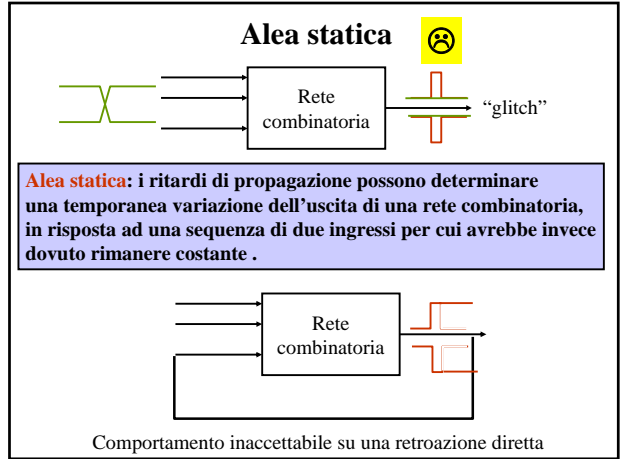 Alea statica
Rete
combinatoria
“glitch”
Alea statica: i ritardi di propagazione possono determinare
una temporanea variazione dell’uscita di una rete combinatoria,
in risposta ad una sequenza di due ingressi per cui avrebbe invece
dovuto rimanere costante .
Rete
combinatoria
Comportamento inaccettabile su una retroazione diretta